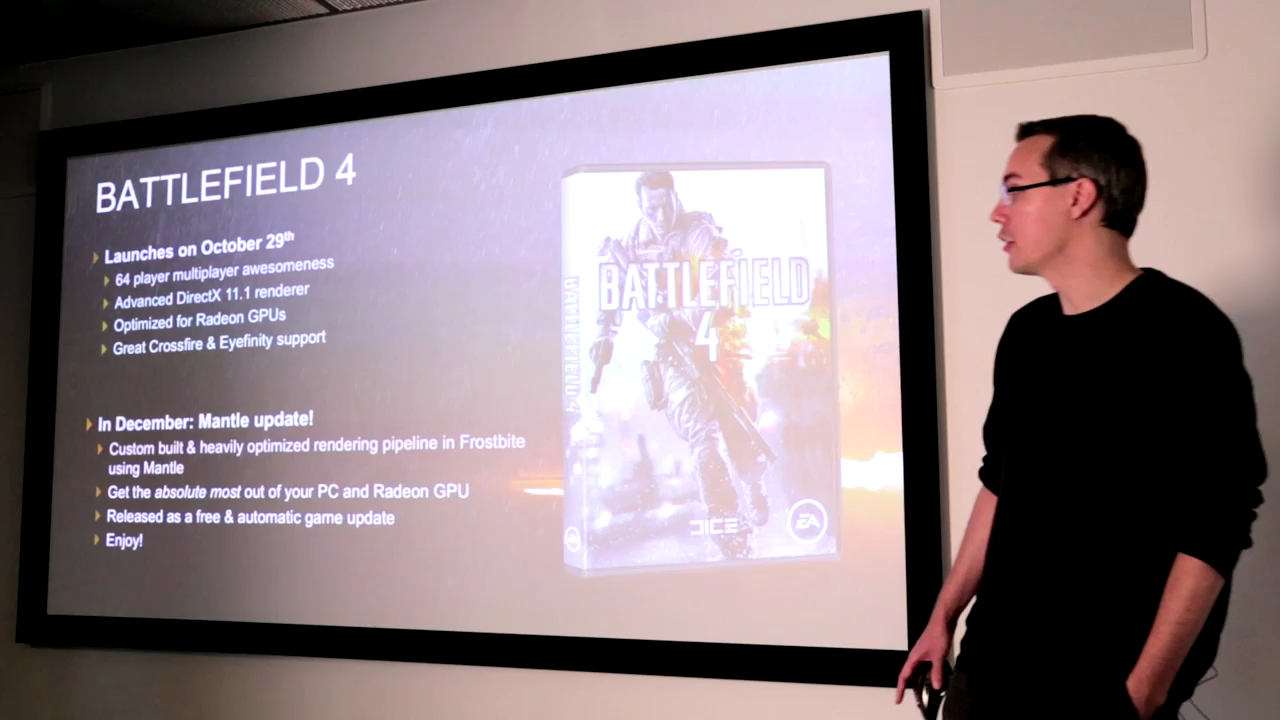 BATTLEFIELD 4
Launches on October 29th
64 player multiplayer awesomeness
Advanced DirectX 11.1 renderer
Optimized for Radeon GPUs
Great Crossfire & Eyefinity support
In December: Mantle update!
Custom built & heavily optimized rendering pipeline in Frostbite
using Mantle
Get the absolute most out of your PC and Radeon GPU
Released as a free & automatic game update
Enjoy!
BATTLEFIELD 4
BATTLEFIELD
4
DICE
EA
EA